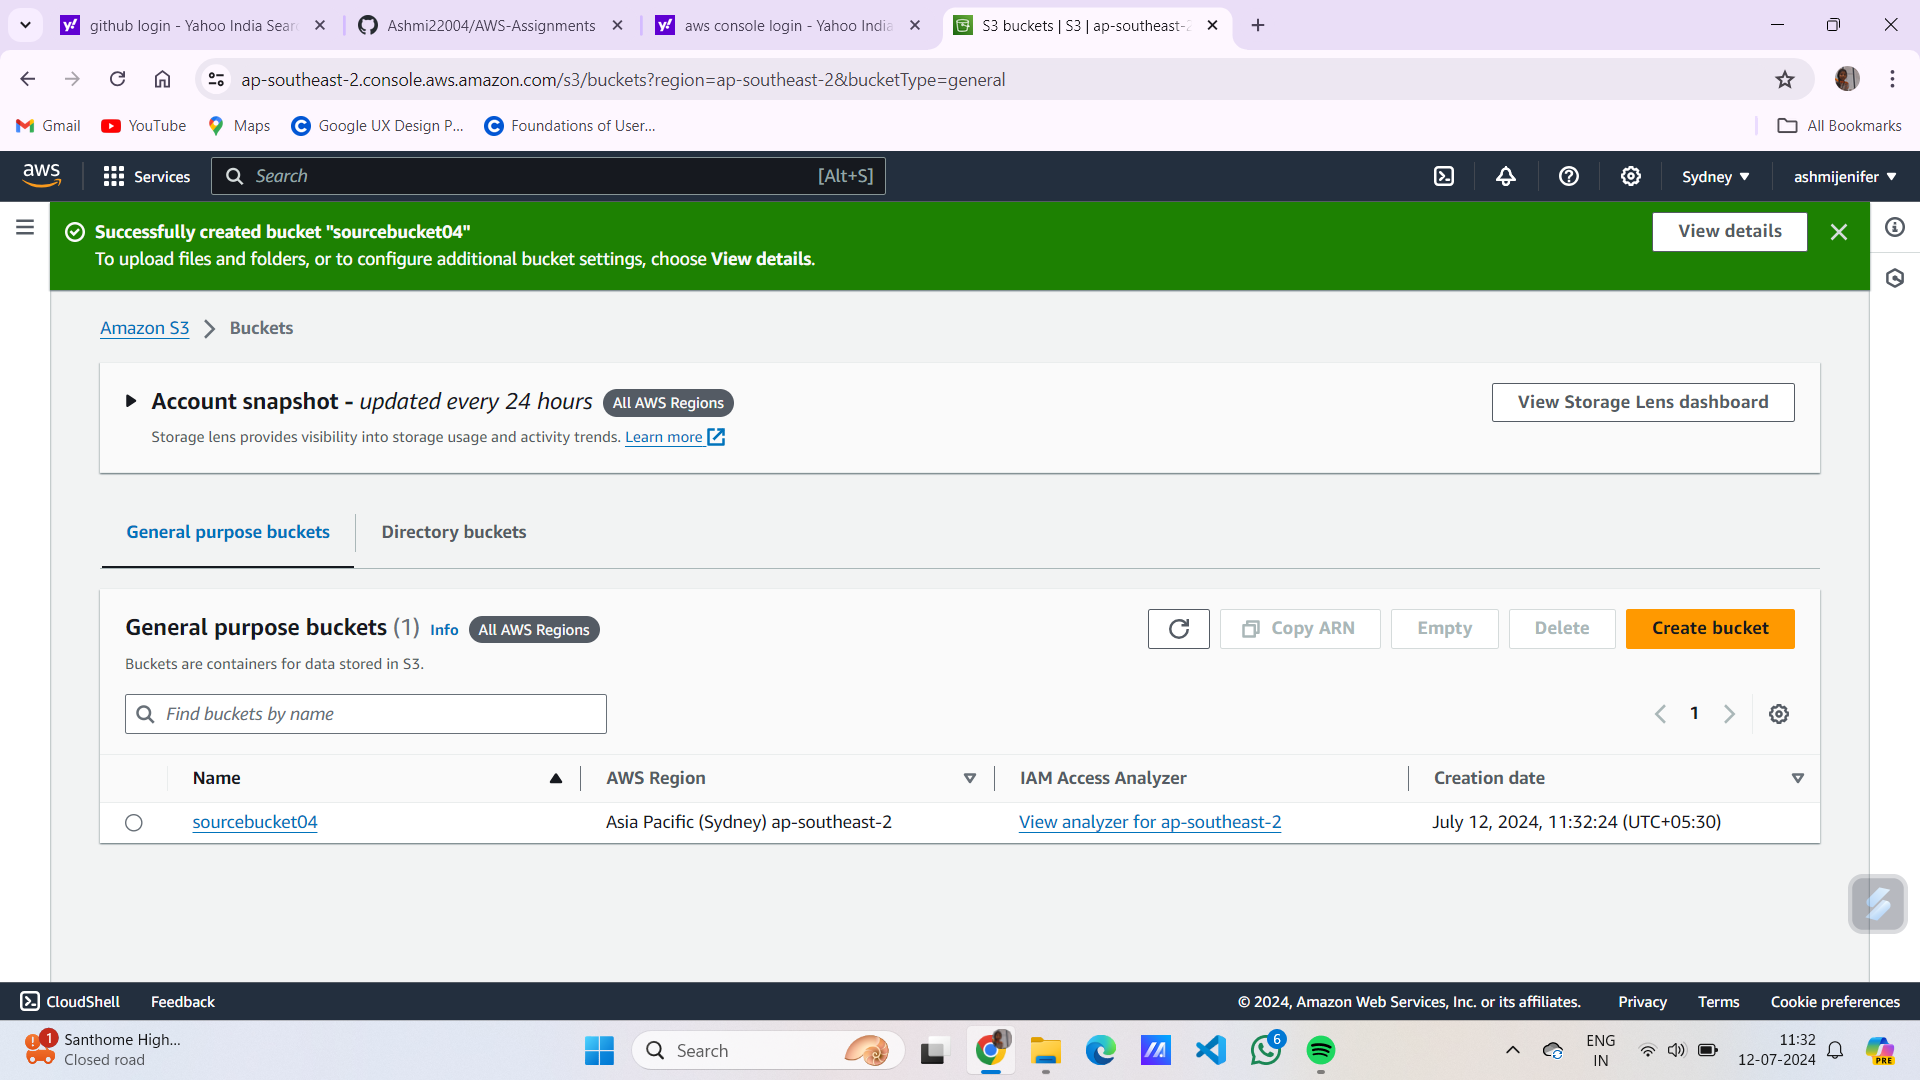 github login - Yahoo India Sear
Ashmi22004/AWS-Assignments
aws console login - Yahoo India
S3 buckets | S3 | ap-southeast-2
ap-southeast-2.console.aws.amazon.com/s3/buckets?region=ap-southeast-2&bucketType=general
Gmail
YouTube
Maps
Google UX Design P...
Foundations of User...
All Bookmarks
aws
Services
Search
[Alt+S]
Sydney
ashmijenifer
Successfully created bucket "sourcebucket04"
To upload files and folders, or to configure additional bucket settings, choose View details.
View details
Amazon S3
Buckets
Account snapshot - updated every 24 hours
All AWS Regions
Storage lens provides visibility into storage usage and activity trends. Learn more
View Storage Lens dashboard
General purpose buckets
Directory buckets
General purpose buckets (1)
Info
All AWS Regions
Copy ARN
Empty
Delete
Create bucket
Buckets are containers for data stored in S3.
Find buckets by name
1
Name
AWS Region
IAM Access Analyzer
Creation date
sourcebucket04
Asia Pacific (Sydney) ap-southeast-2
View analyzer for ap-southeast-2
July 12, 2024, 11:32:24 (UTC+05:30)
CloudShell
Feedback
© 2024, Amazon Web Services, Inc. or its affiliates.
Privacy
Terms
Cookie preferences
1
Santhome High...
Closed road
Search
6
ENG
IN
11:32
12-07-2024
PRE